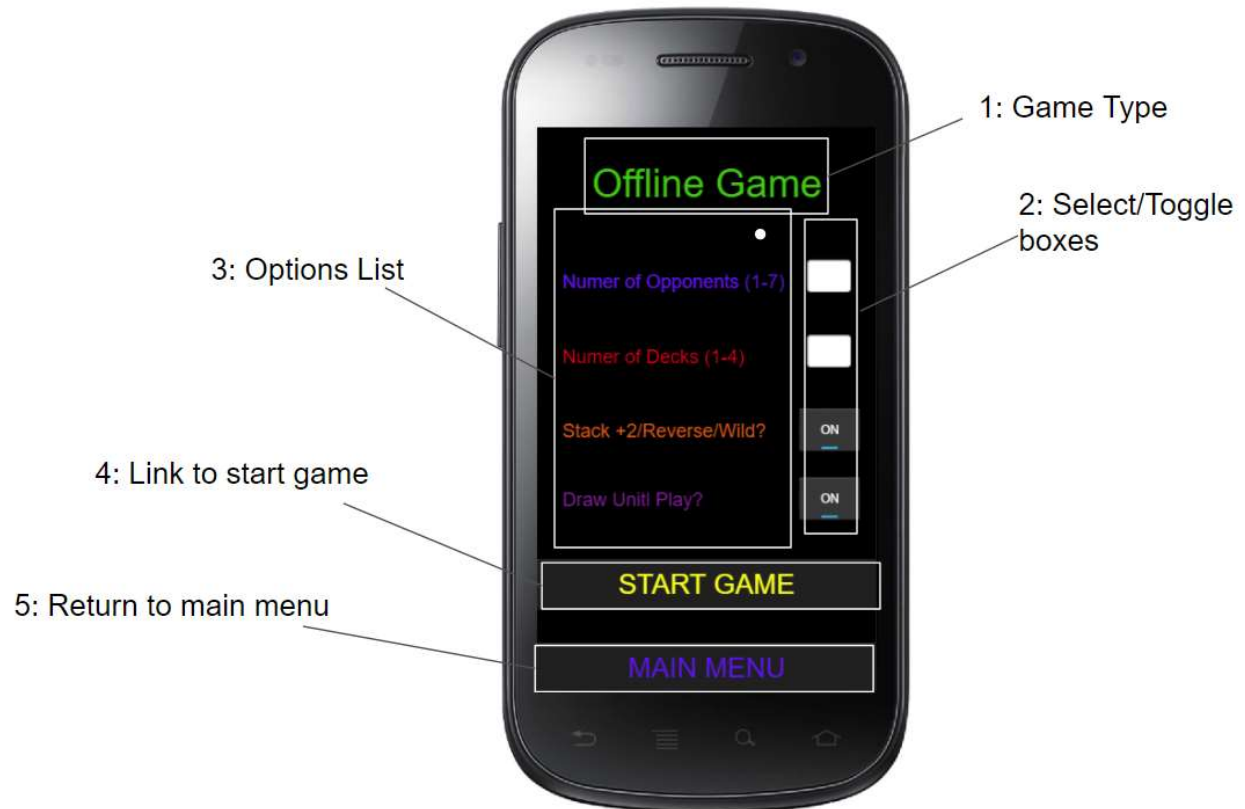 1: Game Type
Offline Game
2: Select/Toggle
boxes
3: Options List
Numer of Opponents (1-7)
Numer of Decks (1-4)
Stack +2/Reverse/Wild?
ON
4: Link to start game
Draw Unitl Play?
ON
START GAME
5: Return to main menu
MAIN MENU